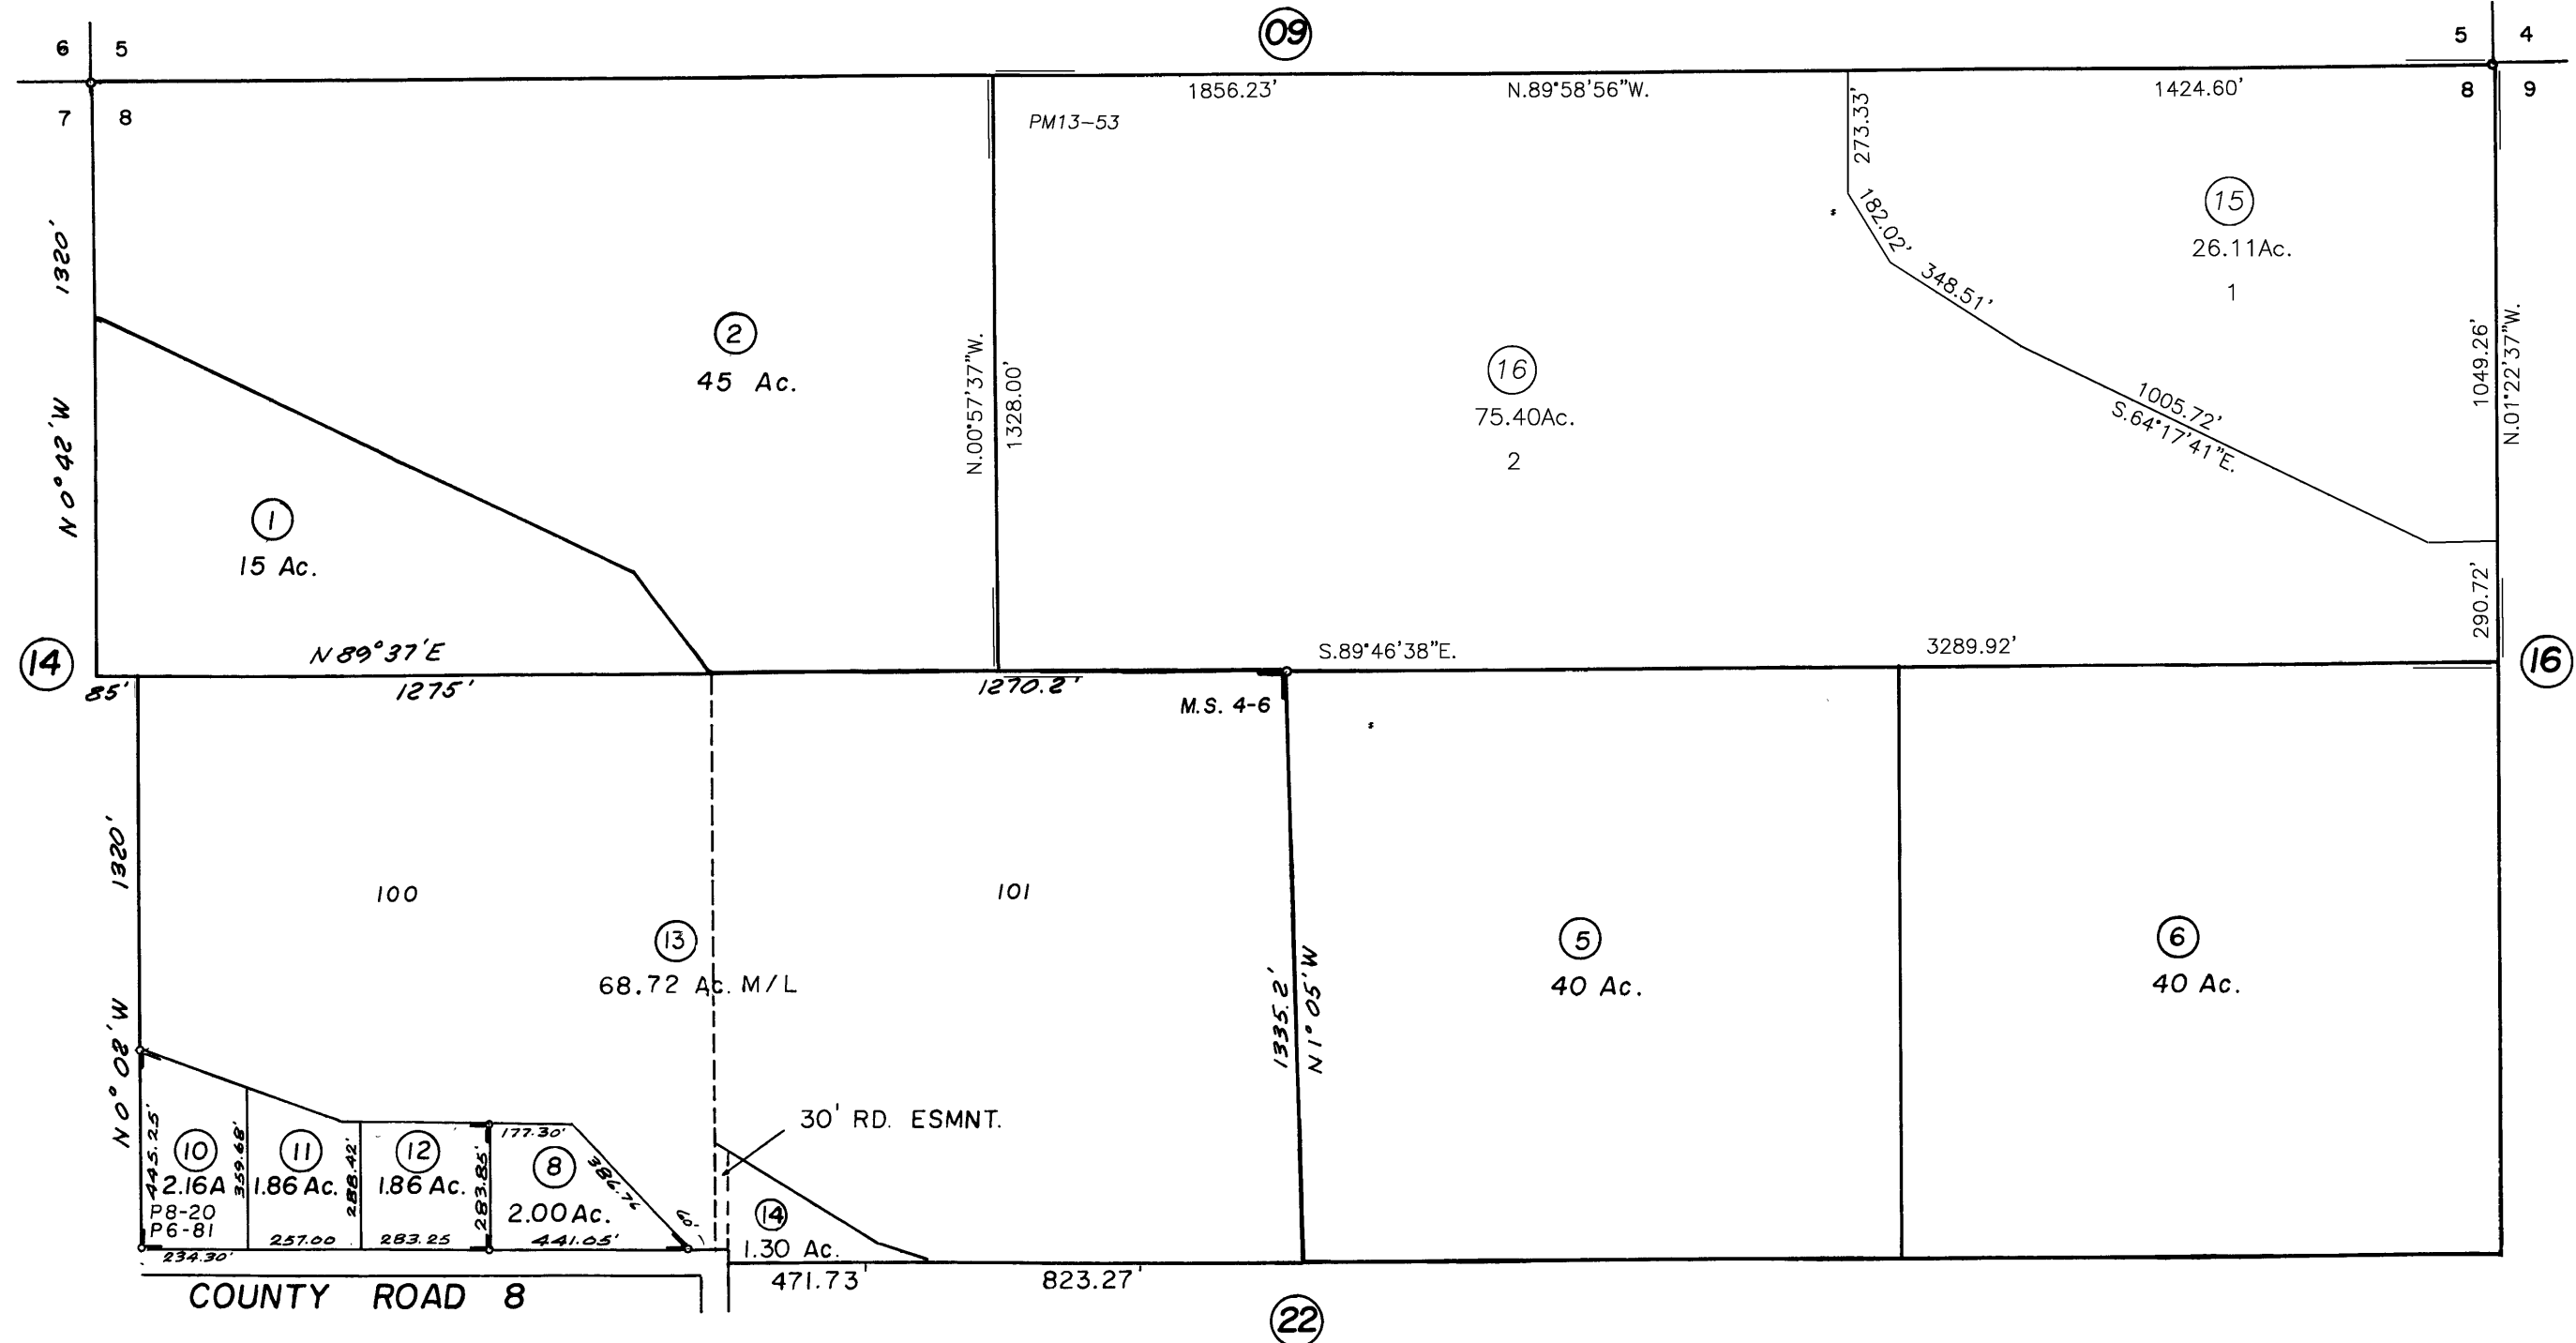 09
6 5
5 4
7 8
8 9
1856.23'
N.89°58'56"W.
1424.60'
PM13-53
273.33'
182.02'
348.51'
1005.72'
S.64°17'41"E.
15
26.11Ac.
1
1049.26'
N.01°22'37"W.
290.72'
1320'
N 0°42'W
2
45 Ac.
N.00°57'37"W.
1328.00'
16
75.40Ac.
2
1
15 Ac.
N 89°37'E
S.89°46'38"E.
3289.92'
14
16
85'
1275'
1270.2'
M.S. 4-6
1320'
N 0°02'W
100
101
13
68.72 Ac. M/L
1335.2'
N 1°05'W
5
40 Ac.
6
40 Ac.
30' RD. ESMNT.
445.25'
10
2.16A
P8-20
P6-81
234.30'
359.68'
11
1.86 Ac.
257.00
288.42'
12
1.86 Ac.
283.25
283.85'
177.30'
8
2.00 Ac.
386.76
441.05'
60'
14
1.30 Ac.
471.73'
823.27'
COUNTY ROAD 8
22